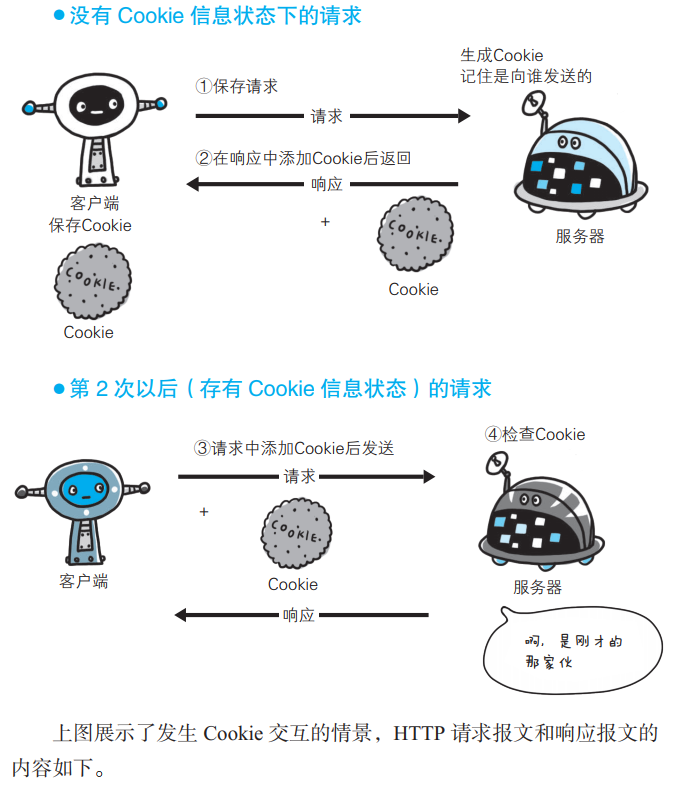 ●没有 Cookie 信息状态下的请求
生成Cookie
记住是向谁发送的
①保存请求
请求
②在响应中添加Cookie后返回
响应
客户端
保存Cookie
+
COOKIE.
服务器
Cookie
COOKIE.
Cookie
●第 2 次以后（存有 Cookie 信息状态）的请求
④检查Cookie
③请求中添加Cookie后发送
请求
+
COOKIE.
客户端
Cookie
服务器
响应
啊，是刚才的
那家伙
上图展示了发生 Cookie 交互的情景，HTTP 请求报文和响应报文的
内容如下。